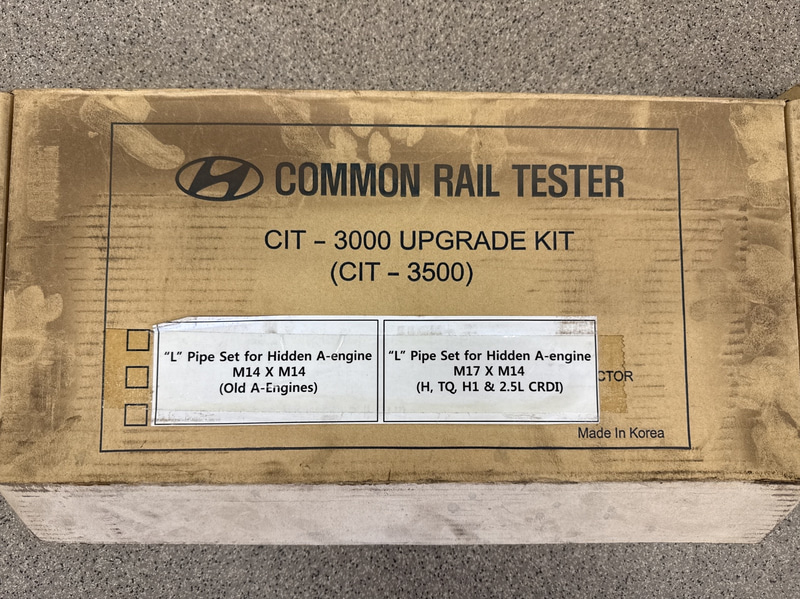 COMMON RAIL TESTER
CIT – 3000 UPGRADE KIT
(CIT – 3500)
"L" Pipe Set for Hidden A-engine
M14 X M14
(Old A-Engines)
"L" Pipe Set for Hidden A-engine
M17 X M14
(H, TQ, H1 & 2.5L CRDI)
CTOR
Made In Korea